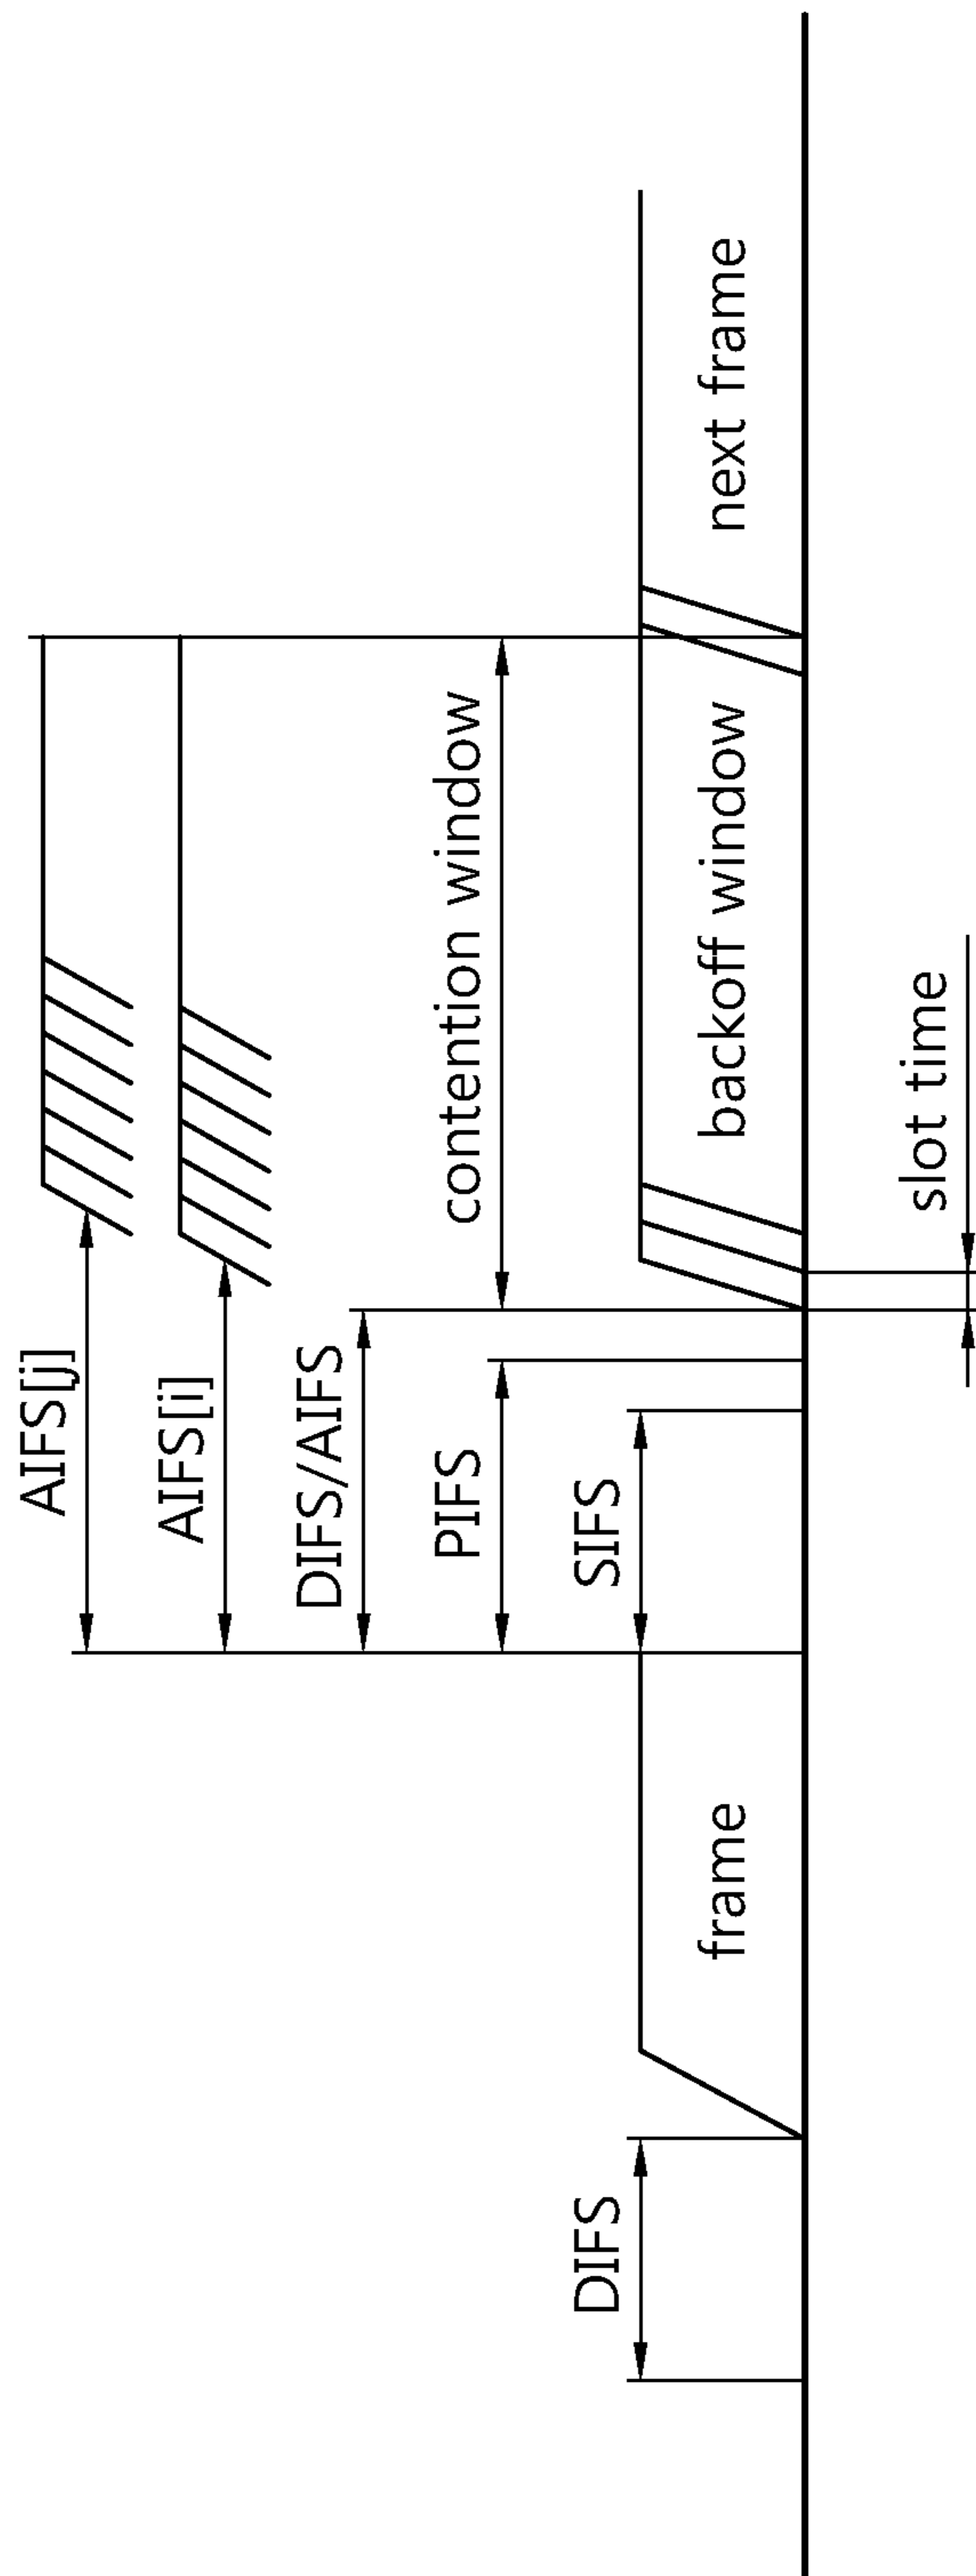 AIFS[j]
AIFS[i]
DIFS/AIFS
PIFS
contention window
DIFS
SIFS
frame
backoff window
next frame
slot time